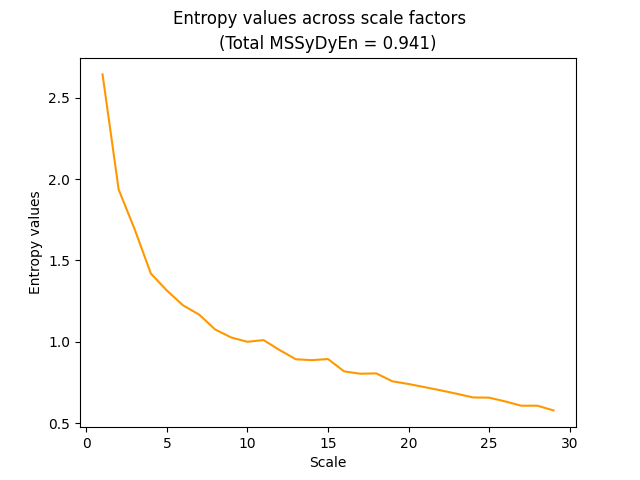 Entropy values across scale factors
(Total MSSyDyEn = 0.941)
Entropy values
2.5
2.0
1.5
1.0
0.5
0 5 10 15 20 25 30
Scale